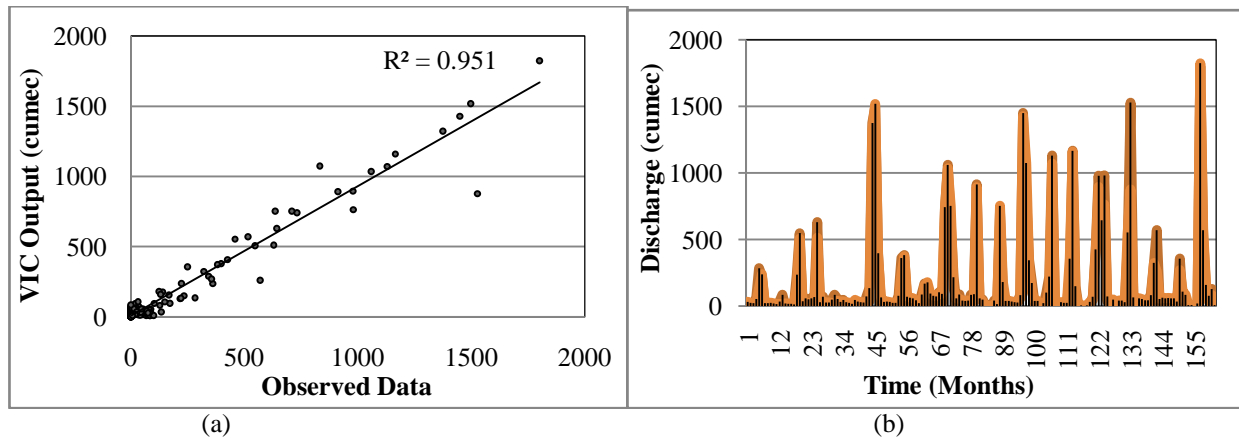 VIC Output (cumec)
2000
1500
1000
500
0
R² = 0.951
0 500 1000 1500 2000
Observed Data
(a)
Discharge (cumec)
2000
1500
1000
500
0
1 12 23 34 45 56 67 78 89 100 111 122 133 144 155
Time (Months)
(b)